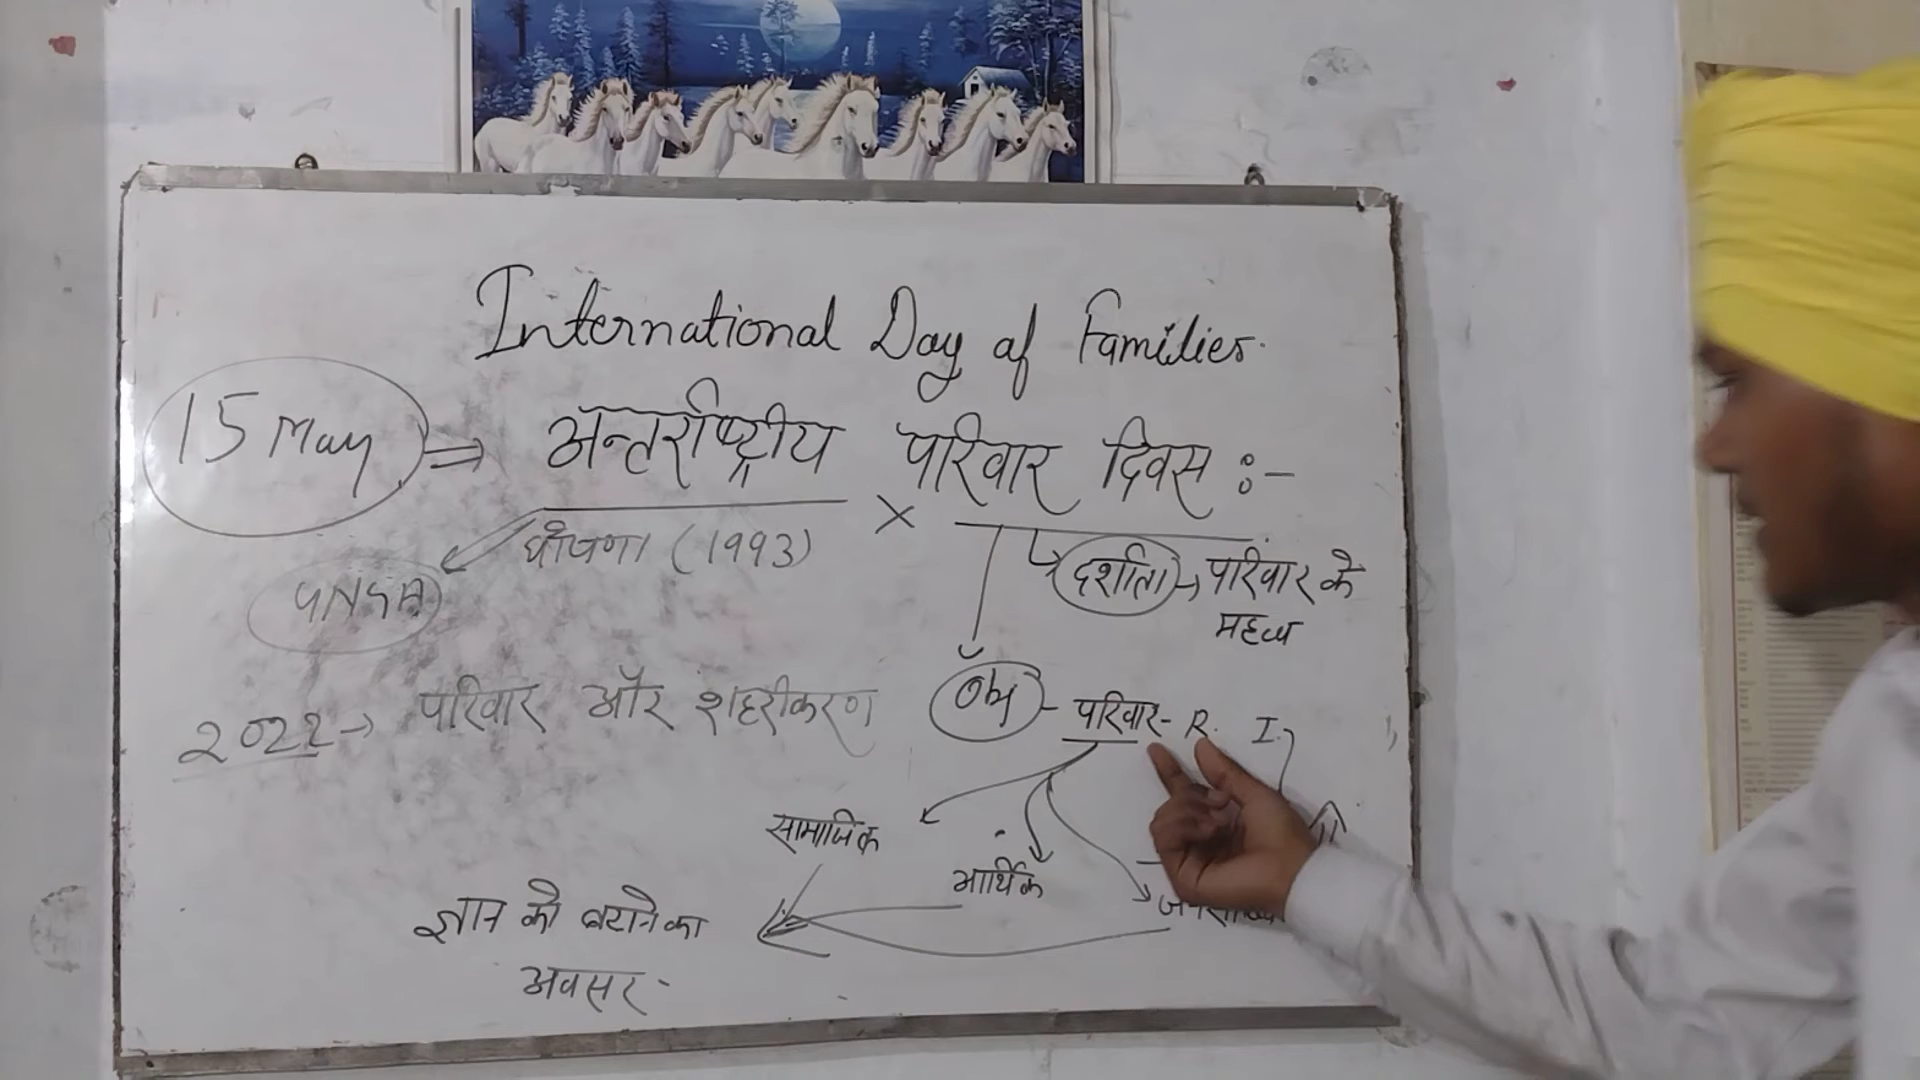 International Day of Families.
15 May ⇒ अन्तर्राष्ट्रीय परिवार दिवस :-
घोषणा (1993)
दर्शाता → परिवार के
महत्व
2022 → परिवार और शहरीकरण
Obj - परिवार - R. I.
सामाजिक
आर्थिक
ज्ञान को बढाने का
अवसर -